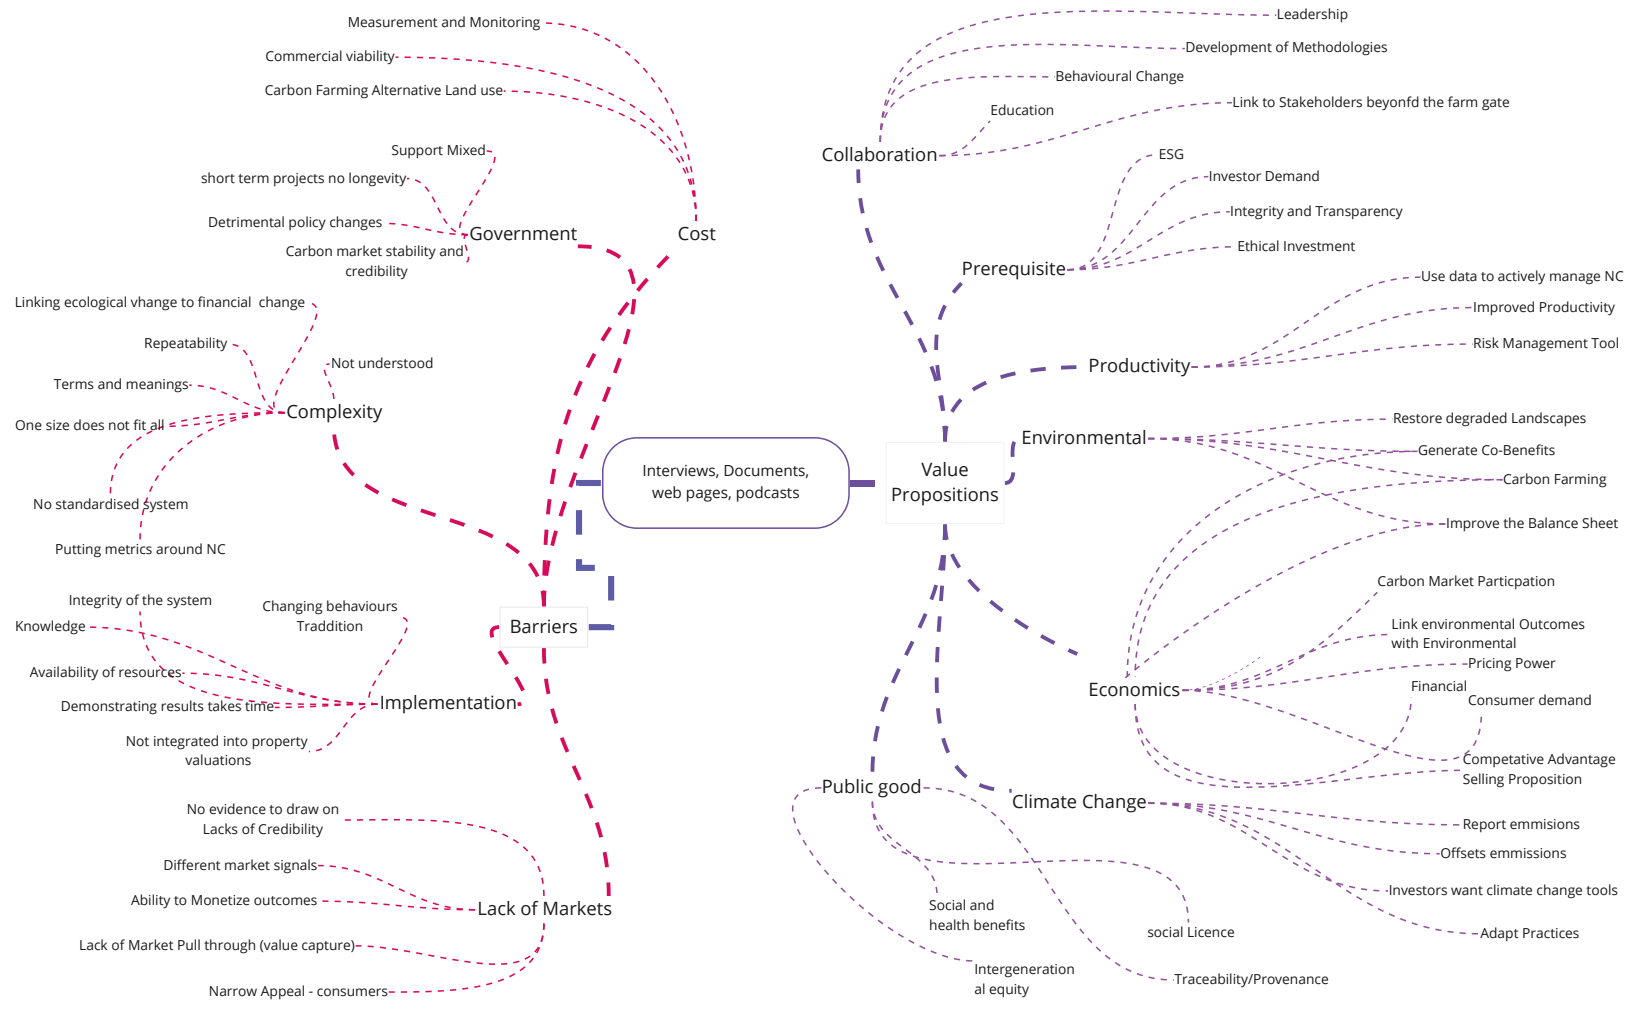 Measurement and Monitoring
Commercial viability
Carbon Farming Alternative Land use
Support Mixed
short term projects no longevity
Detrimental policy changes
Carbon market stability and
credibility
Government
Cost
Linking ecological vhange to financial  change
Repeatability
Not understood
Terms and meanings
One size does not fit all
Complexity
No standardised system
Putting metrics around NC
Interviews, Documents,
web pages, podcasts
Barriers
Integrity of the system
Knowledge
Changing behaviours
Traddition
Availability of resources
Demonstrating results takes time
Implementation
Not integrated into property
valuations
No evidence to draw on
Lacks of Credibility
Different market signals
Ability to Monetize outcomes
Lack of Markets
Lack of Market Pull through (value capture)
Narrow Appeal - consumers
Leadership
Development of Methodologies
Behavioural Change
Link to Stakeholders beyonfd the farm gate
Education
Collaboration
ESG
Investor Demand
Integrity and Transparency
Ethical Investment
Prerequisite
Use data to actively manage NC
Improved Productivity
Risk Management Tool
Productivity
Value
Propositions
Environmental
Restore degraded Landscapes
Generate Co-Benefits
Carbon Farming
Improve the Balance Sheet
Carbon Market Particpation
Link environmental Outcomes
with Environmental
Pricing Power
Economics
Financial
Consumer demand
Competative Advantage
Selling Proposition
Public good
Climate Change
Report emmisions
Offsets emmissions
Investors want climate change tools
Adapt Practices
Social and
health benefits
social Licence
Intergeneration
al equity
Traceability/Provenance